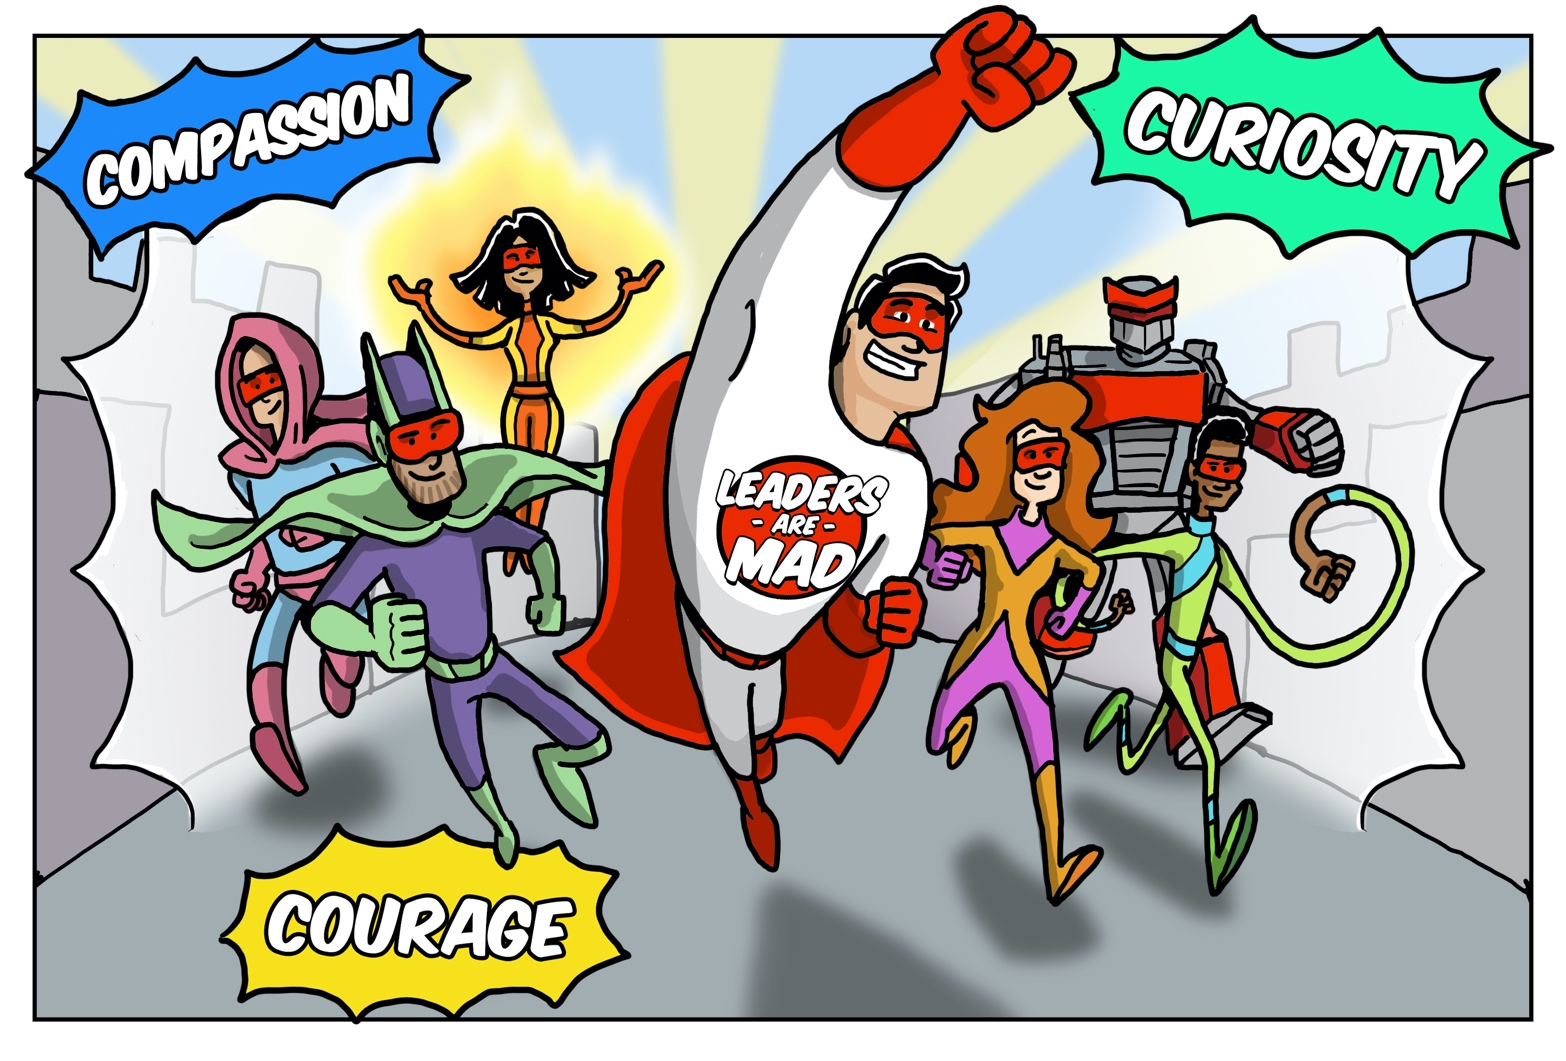 COMPASSION
CURIOSITY
LEADERS
- ARE -
MAD
COURAGE